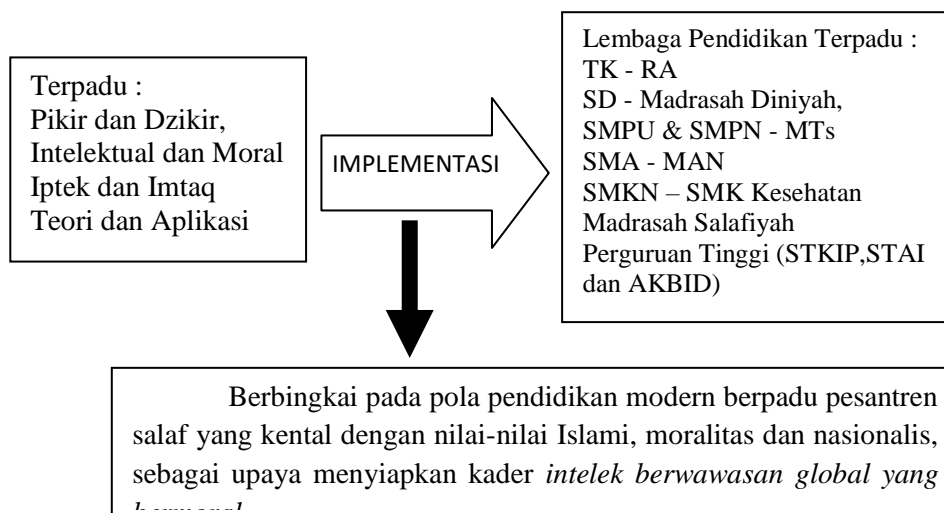 Terpadu :
Pikir dan Dzikir,
Intelektual dan Moral
Iptek dan Imtaq
Teori dan Aplikasi
IMPLEMENTASI
Lembaga Pendidikan Terpadu :
TK - RA
SD - Madrasah Diniyah,
SMPU & SMPN - MTs
SMA - MAN
SMKN – SMK Kesehatan
Madrasah Salafiyah
Perguruan Tinggi (STKIP,STAI
dan AKBID)
Berbingkai pada pola pendidikan modern berpadu pesantren
salaf yang kental dengan nilai-nilai Islami, moralitas dan nasionalis,
sebagai upaya menyiapkan kader intelek berwawasan global yang